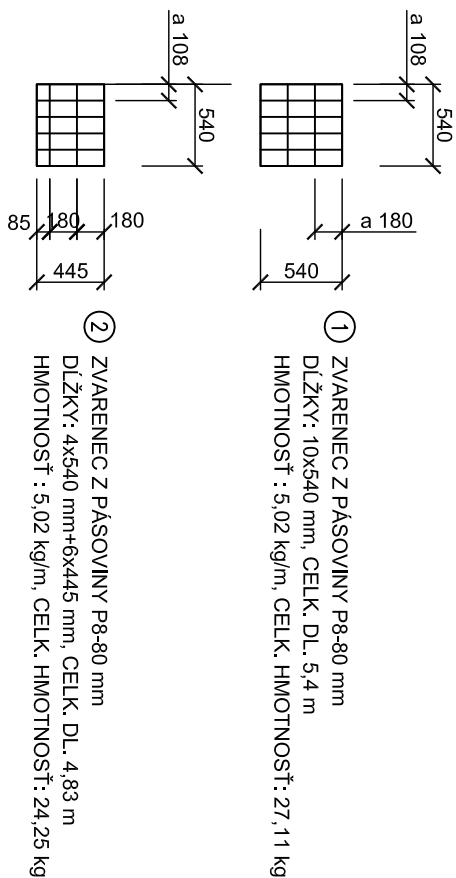 a 108
540
a 180
540
1 ZVARENEC Z PÁSOVINY P8-80 mm
DĹŽKY: 10x540 mm, CELK. DL. 5,4 m
HMOTNOSŤ : 5,02 kg/m, CELK. HMOTNOSŤ: 27,11 kg
a 108
540
85 180 180
445
2 ZVARENEC Z PÁSOVINY P8-80 mm
DĹŽKY: 4x540 mm+6x445 mm, CELK. DL. 4,83 m
HMOTNOSŤ : 5,02 kg/m, CELK. HMOTNOSŤ: 24,25 kg